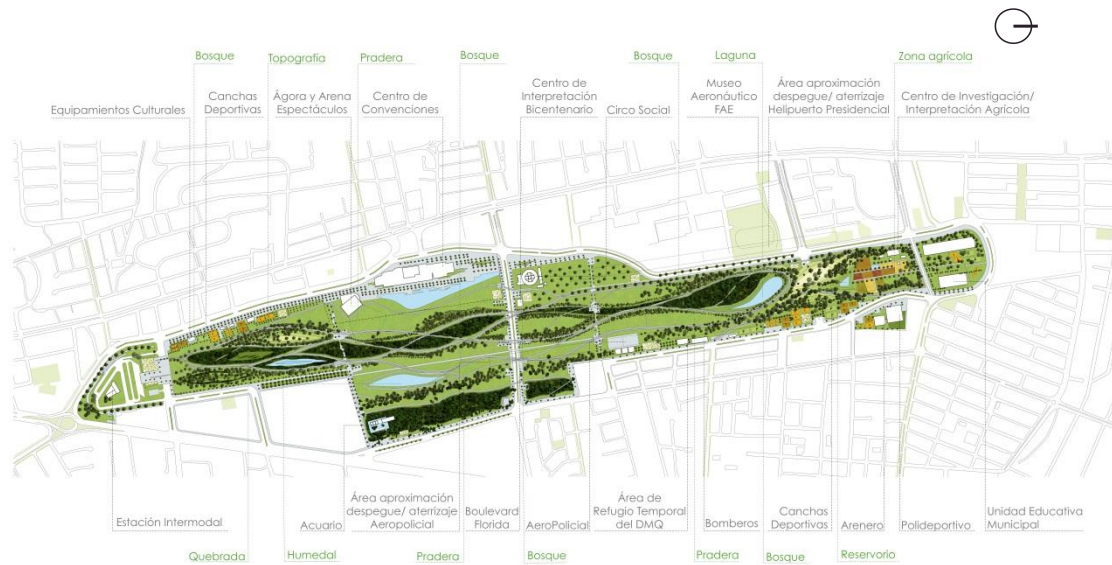 Bosque
Topografía
Pradera
Bosque
Bosque
Laguna
Zona agrícola
Equipamientos Culturales
Canchas
Deportivas
Ágora y Arena
Espectáculos
Centro de
Convenciones
Centro de
Interpretación
Bicentenario
Circo Social
Museo
Aeronáutico
FAE
Área aproximación
despegue/ aterrizaje
Helipuerto Presidencial
Centro de Investigación/
Interpretación Agrícola
Estación Intermodal
Acuario
Área aproximación
despegue/ aterrizaje
Aeropolicial
Boulevard
Florida
AeroPolicial
Área de
Refugio Temporal
del DMQ
Bomberos
Canchas
Deportivas
Arenero
Polideportivo
Unidad Educativa
Municipal
Quebrada
Humedal
Pradera
Bosque
Pradera
Bosque
Reservorio